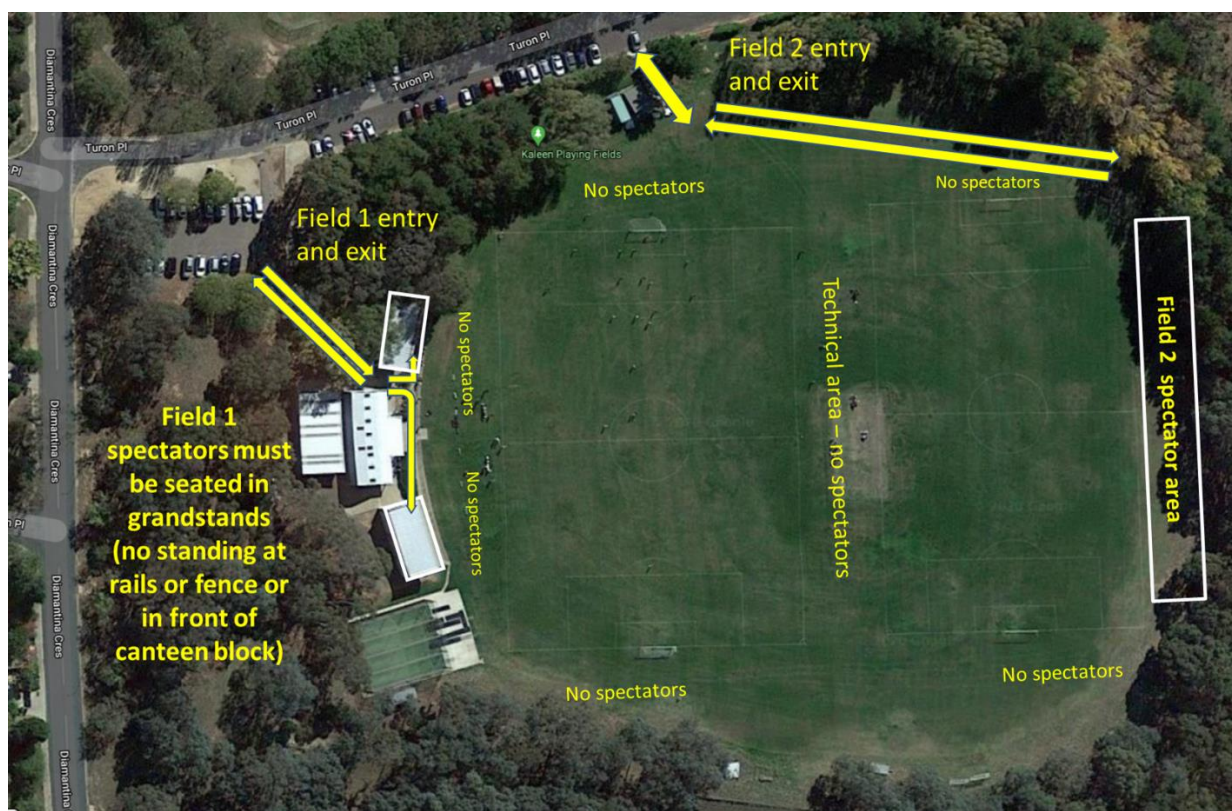 Diamantina Cres
Turon Pl
Turon Pl
Turon Pl
Turon Pl
Pl
Kaleen Playing Fields
Field 2 entry
and exit
No spectators
No spectators
Field 1 entry
and exit
Diamantina Cres
No spectators
No spectators
Technical area – no spectators
Field 2 spectator area
Field 1
spectators must
be seated in
grandstands
(no standing at
rails or fence or
in front of
canteen block)
Diamantina Cres
Pl
Diamantina Cres
No spectators
No spectators
Diamantina